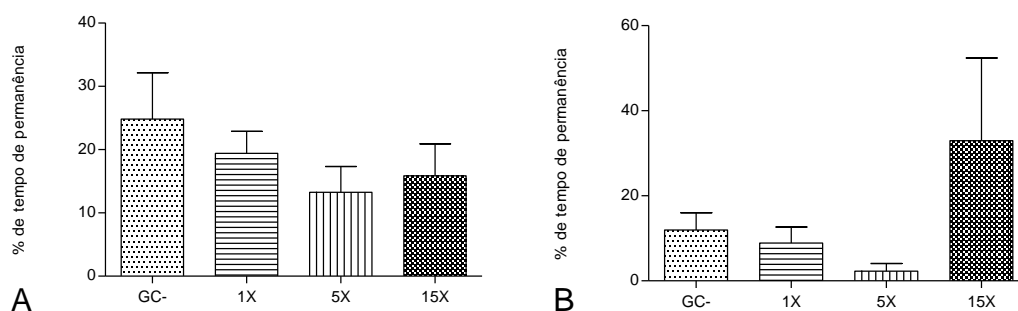 % de tempo de permanência
40
30
20
10
0
GC-
1X
5X
15X
A
% de tempo de permanência
60
40
20
0
GC-
1X
5X
15X
B